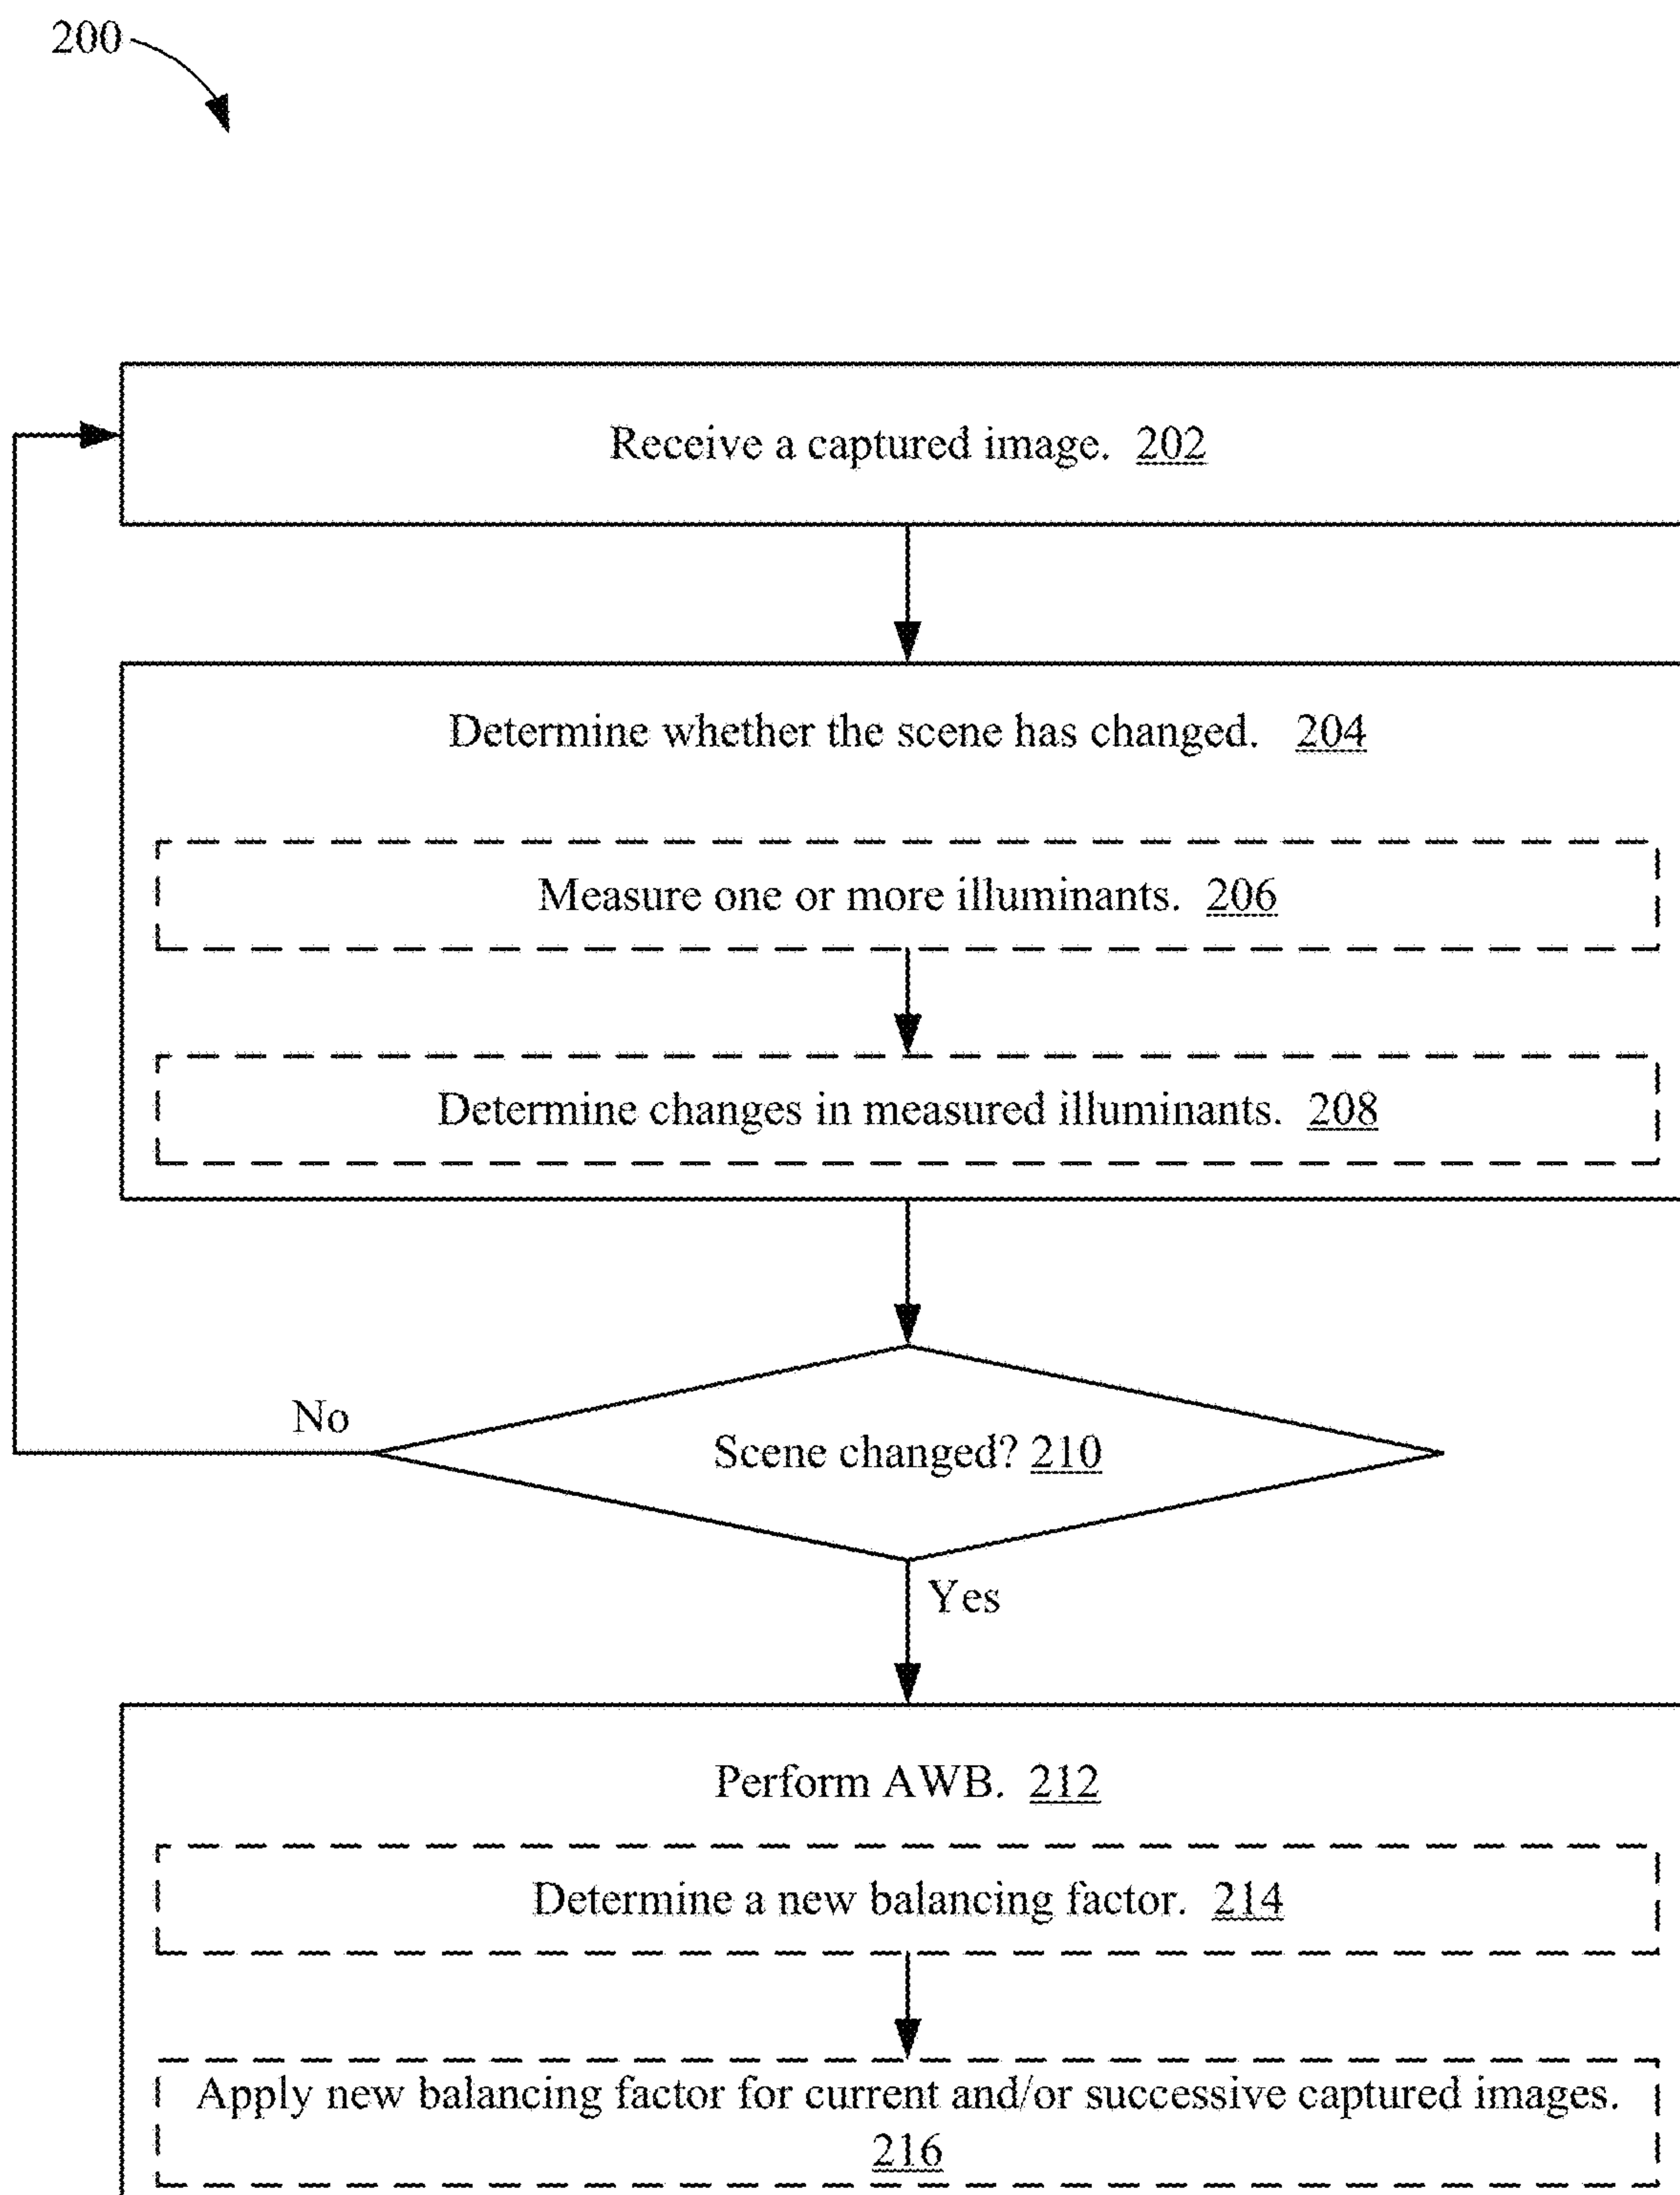 200
Receive a captured image. 202
Determine whether the scene has changed. 204
Measure one or more illuminants. 206
Determine changes in measured illuminants. 208
No
Scene changed? 210
Yes
Perform AWB. 212
Determine a new balancing factor. 214
Apply new balancing factor for current and/or successive captured images.
216